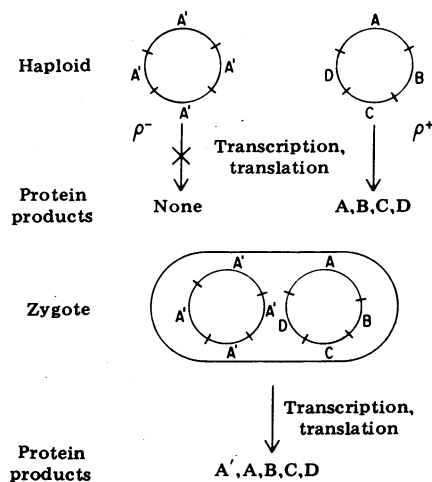 A' A
Haploid A' A' D B
A' C
ρ⁻ ρ⁺
Transcription,
translation
Protein
products None A,B,C,D
A' A
Zygote A' A' D B
A' C
Transcription,
translation
Protein
products A',A,B,C,D